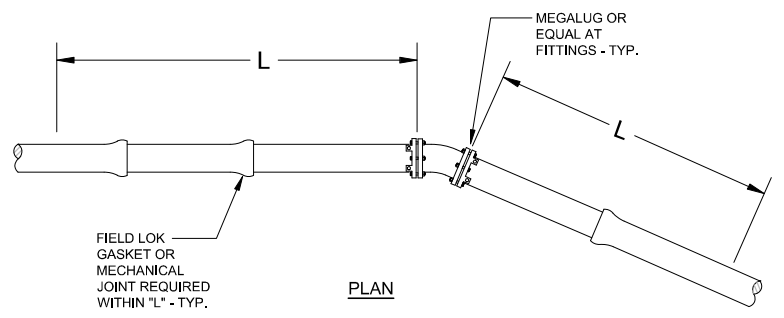 MEGALUG OR
EQUAL AT
FITTINGS - TYP.
L
L
FIELD LOK
GASKET OR
MECHANICAL
JOINT REQUIRED
WITHIN "L" - TYP.
PLAN